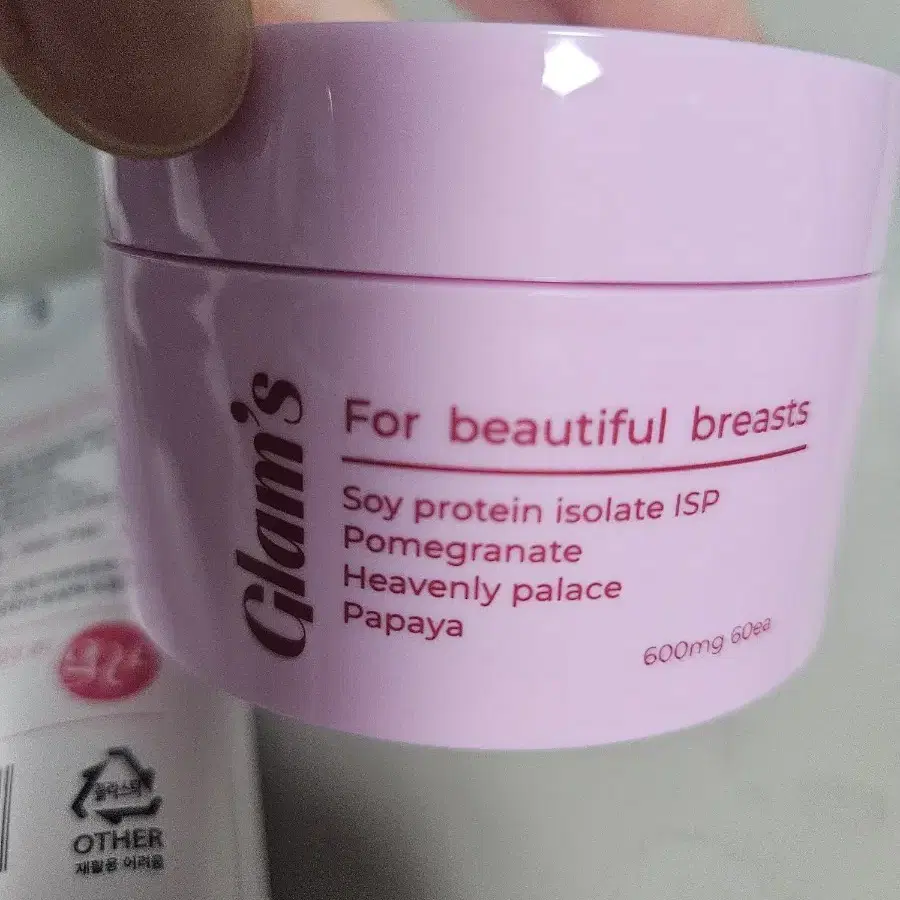 Glam's
For beautiful breasts
Soy protein isolate ISP
Pomegranate
Heavenly palace
Papaya
600mg 60ea
플라스틱
OTHER
재활용 어려움